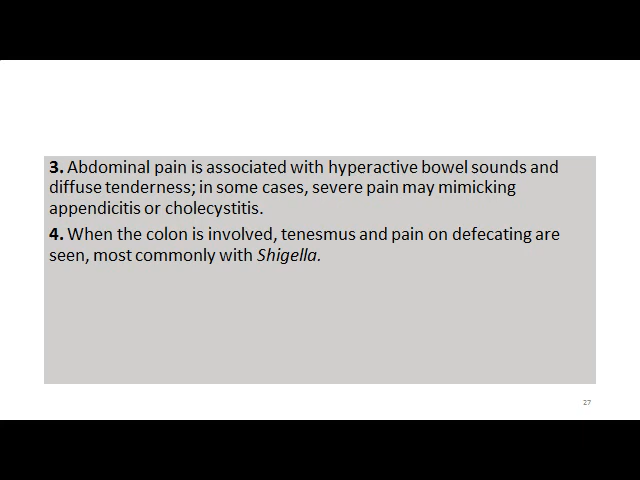 3. Abdominal pain is associated with hyperactive bowel sounds and
diffuse tenderness; in some cases, severe pain may mimicking
appendicitis or cholecystitis.
4. When the colon is involved, tenesmus and pain on defecating are
seen, most commonly with Shigella.
27